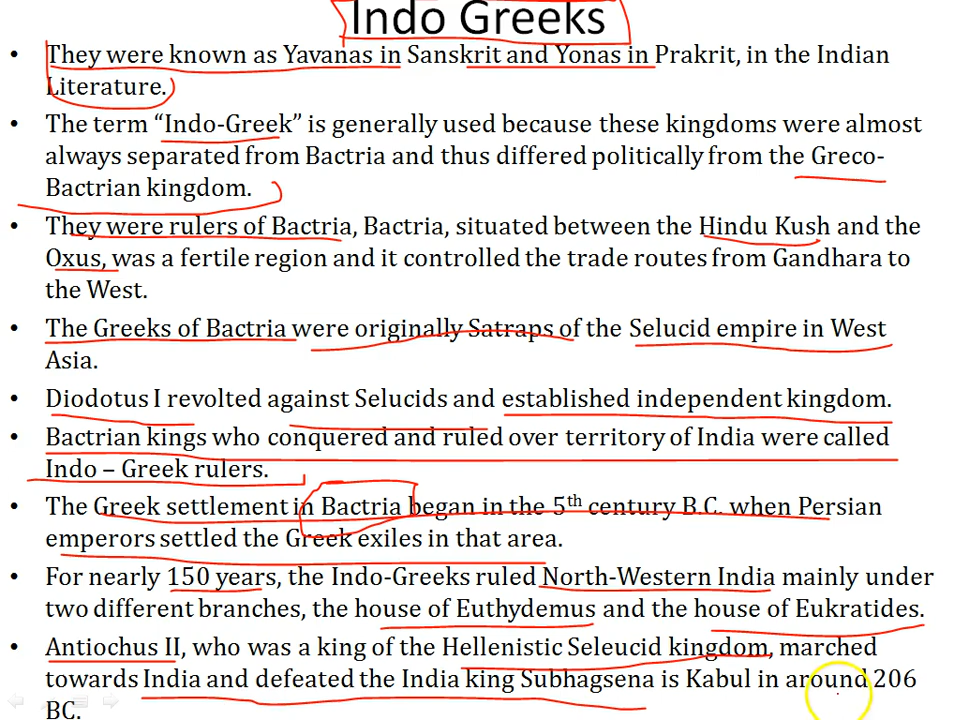 Indo Greeks
• They were known as Yavanas in Sanskrit and Yonas in Prakrit, in the Indian
Literature.
• The term “Indo-Greek” is generally used because these kingdoms were almost
always separated from Bactria and thus differed politically from the Greco-
Bactrian kingdom.
• They were rulers of Bactria, Bactria, situated between the Hindu Kush and the
Oxus, was a fertile region and it controlled the trade routes from Gandhara to
the West.
• The Greeks of Bactria were originally Satraps of the Selucid empire in West
Asia.
• Diodotus I revolted against Selucids and established independent kingdom.
• Bactrian kings who conquered and ruled over territory of India were called
Indo – Greek rulers.
• The Greek settlement in Bactria began in the 5th century B.C. when Persian
emperors settled the Greek exiles in that area.
• For nearly 150 years, the Indo-Greeks ruled North-Western India mainly under
two different branches, the house of Euthydemus and the house of Eukratides.
• Antiochus II, who was a king of the Hellenistic Seleucid kingdom, marched
towards India and defeated the India king Subhagsena is Kabul in around 206
BC.